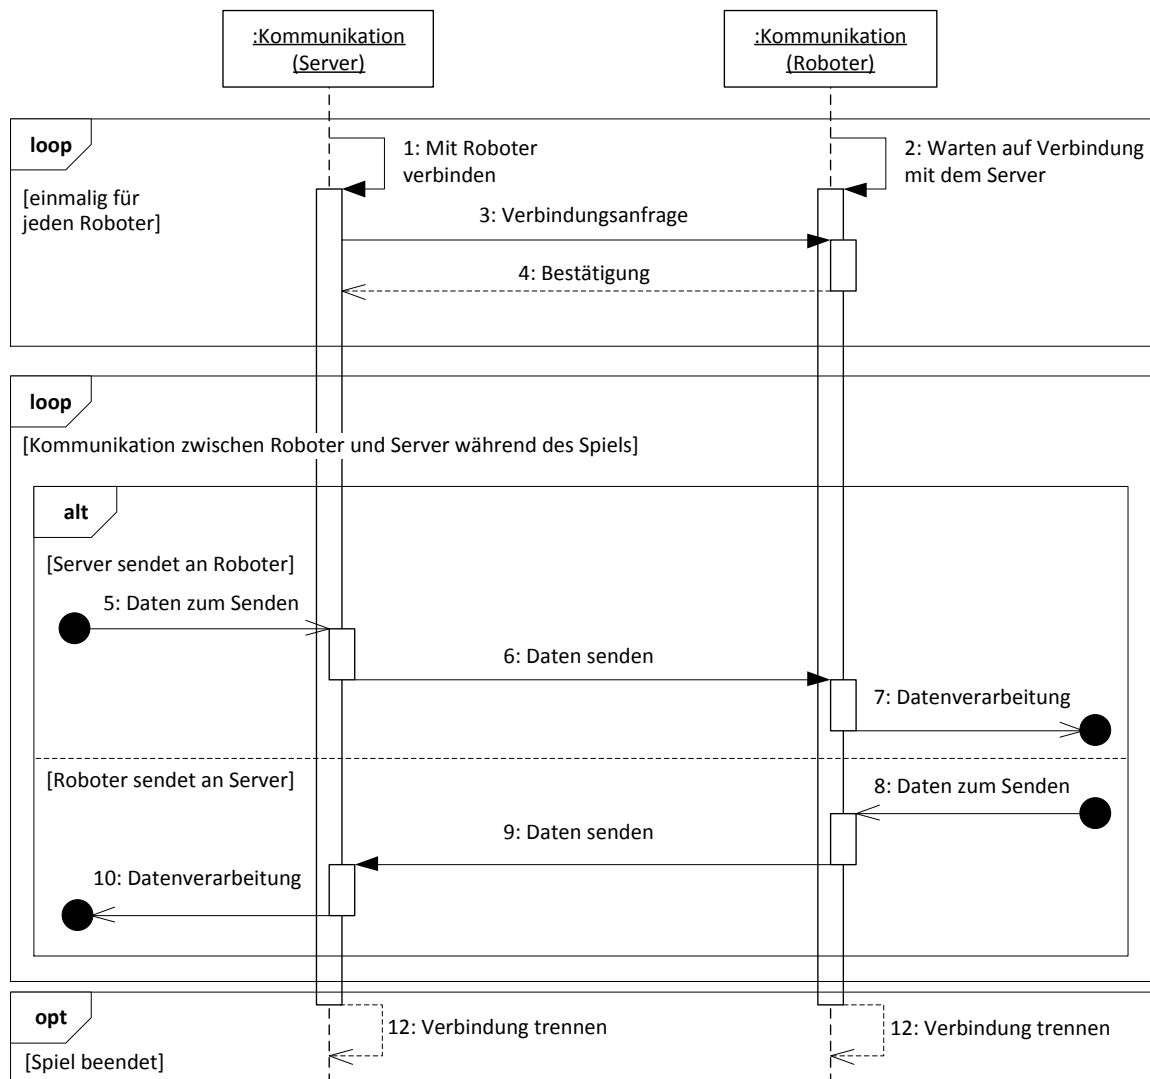 :Kommunikation
(Server)
:Kommunikation
(Roboter)
loop
1: Mit Roboter
verbinden
2: Warten auf Verbindung
mit dem Server
[einmalig für
jeden Roboter]
3: Verbindungsanfrage
4: Bestätigung
loop
[Kommunikation zwischen Roboter und Server während des Spiels]
alt
[Server sendet an Roboter]
5: Daten zum Senden
6: Daten senden
7: Datenverarbeitung
[Roboter sendet an Server]
8: Daten zum Senden
9: Daten senden
10: Datenverarbeitung
opt
12: Verbindung trennen
12: Verbindung trennen
[Spiel beendet]